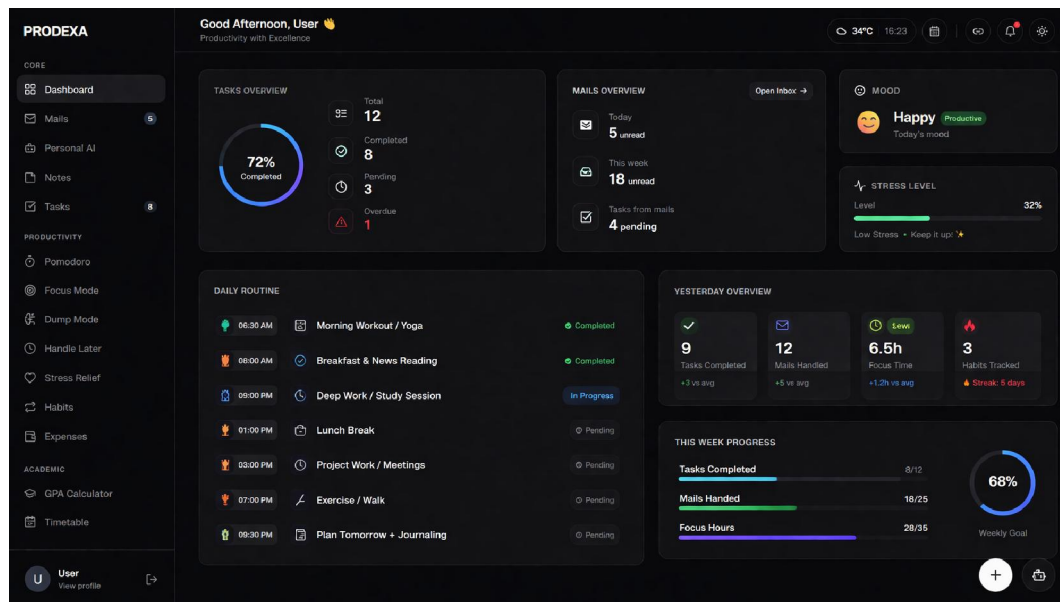 PRODEXA
CORE
Dashboard
Mails 5
Personal AI
Notes
Tasks 8
PRODUCTIVITY
Pomodoro
Focus Mode
Dump Mode
Handle Later
Stress Relief
Habits
Expenses
ACADEMIC
GPA Calculator
Timetable
U
User
View profile
Good Afternoon, User 👋
Productivity with Excellence
34°C 16:23
TASKS OVERVIEW
72%
Completed
Total
12
Completed
8
Pending
3
Overdue
1
MAILS OVERVIEW
Open Inbox →
Today
5 unread
This week
18 unread
Tasks from mails
4 pending
MOOD
Happy Productive
Today's mood
STRESS LEVEL
Level 32%
Low Stress • Keep it up! ✨
DAILY ROUTINE
06:30 AM Morning Workout / Yoga Completed
08:00 AM Breakfast & News Reading Completed
09:00 PM Deep Work / Study Session In Progress
01:00 PM Lunch Break Pending
03:00 PM Project Work / Meetings Pending
07:00 PM Exercise / Walk Pending
09:30 PM Plan Tomorrow + Journaling Pending
YESTERDAY OVERVIEW
9
Tasks Completed
+3 vs avg
12
Mails Handled
+5 vs avg
6.5h
Focus Time
+1.2h vs avg
3
Habits Tracked
🔥 Streak: 5 days
THIS WEEK PROGRESS
Tasks Completed 8/12
Mails Handed 18/25
Focus Hours 28/35
68%
Weekly Goal
+